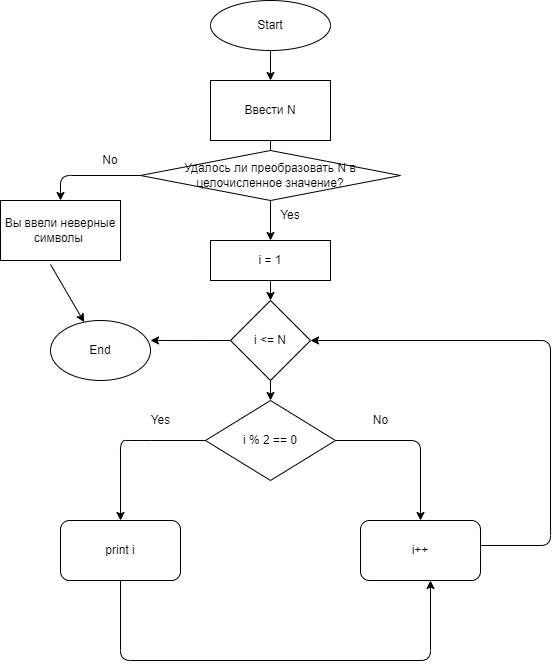 Start
Ввести N
Удалось ли преобразовать N в
целочисленное значение?
No
Yes
Вы ввели неверные
символы
i = 1
i <= N
End
i % 2 == 0
Yes
No
print i
i++